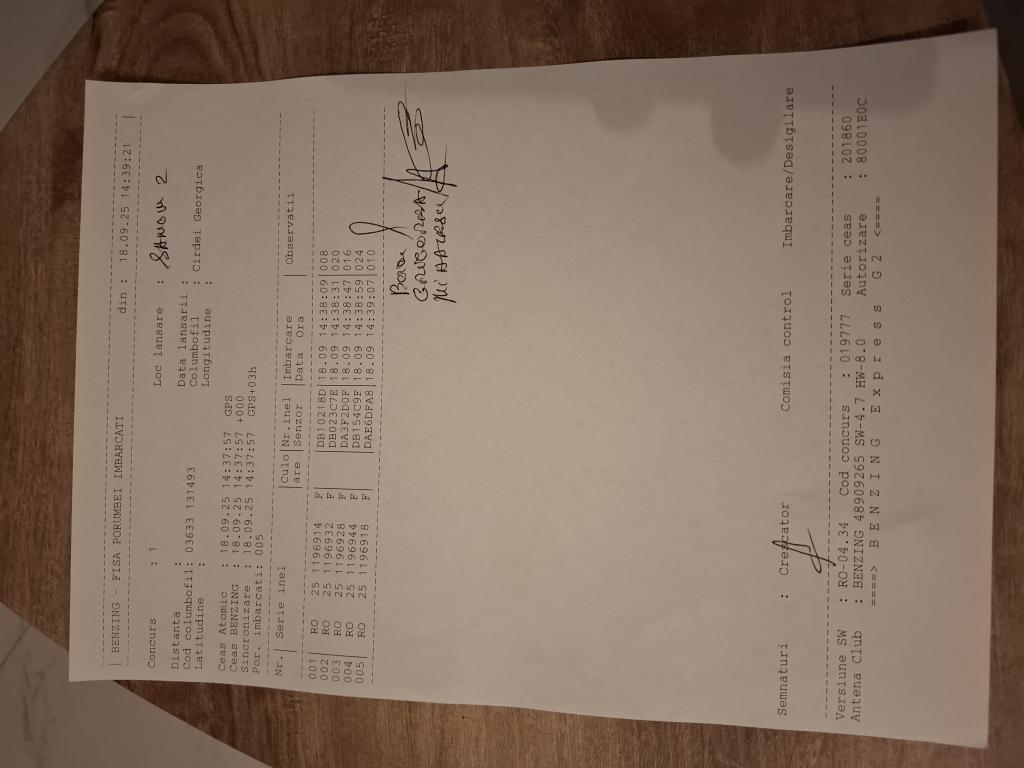 | BENZING - FISA PORUMBEI IMBARCATI din : 18.09.25 14:39:21 |
Concurs : 1 Loc lansare : SANDU 2
Distanta : Data lansarii :
Cod columbofil: 03633 131493 Columbofil : Cirdei Georgica
Latitudine : Longitudine :
Ceas Atomic : 18.09.25 14:37:57 GPS
Ceas BENZING : 18.09.25 14:37:57 +000
Sincronizare : 18.09.25 14:37:57 GPS+03h
Por. imbarcati: 005
Nr.| Serie inel |Culo|Nr.inel |Imbarcare |Observatii
|are |Senzor |Data Ora |
001| RO 25 1196914 F |DB10218D|18.09 14:38:09|008
002| RO 25 1196932 F |DB023C7E|18.09 14:38:31|020
003| RO 25 1196928 F |DA3F2D0F|18.09 14:38:47|016
004| RO 25 1196944 F |DB154C9F|18.09 14:38:59|024
005| RO 25 1196918 F |DAE6DFA8|18.09 14:39:07|010
Semnaturi : Crescator Comisia control Imbarcare/Desigilare
Versiune SW : RO-04.34 Cod concurs : 019777 Serie ceas : 201860
Antena Club : BENZING 48909265 SW-4.7 HW-8.0 Autorizare : 80001E0C
====> B E N Z I N G E x p r e s s G 2 <====